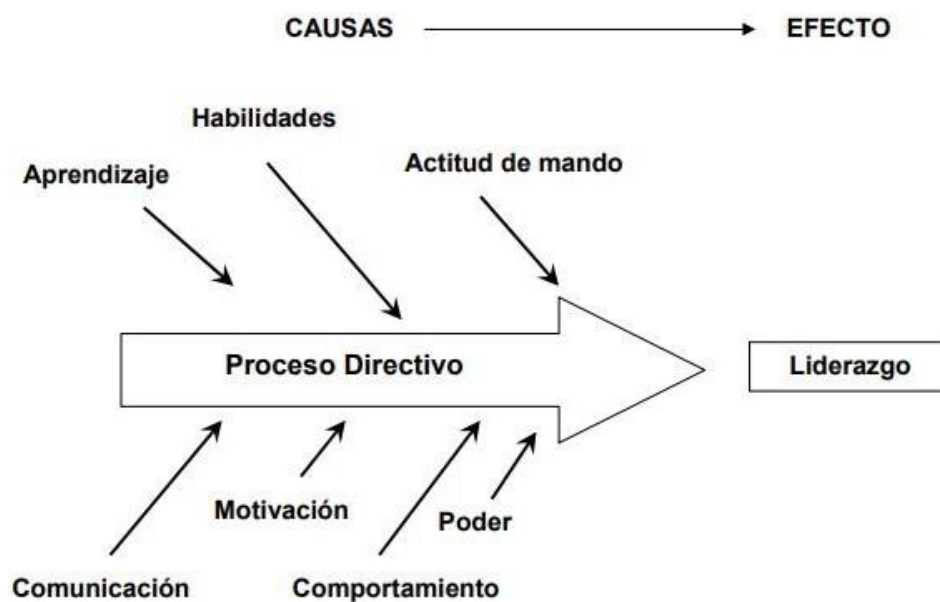 CAUSAS
EFECTO
Habilidades
Actitud de mando
Aprendizaje
Proceso Directivo
Liderazgo
Motivación
Poder
Comunicación
Comportamiento